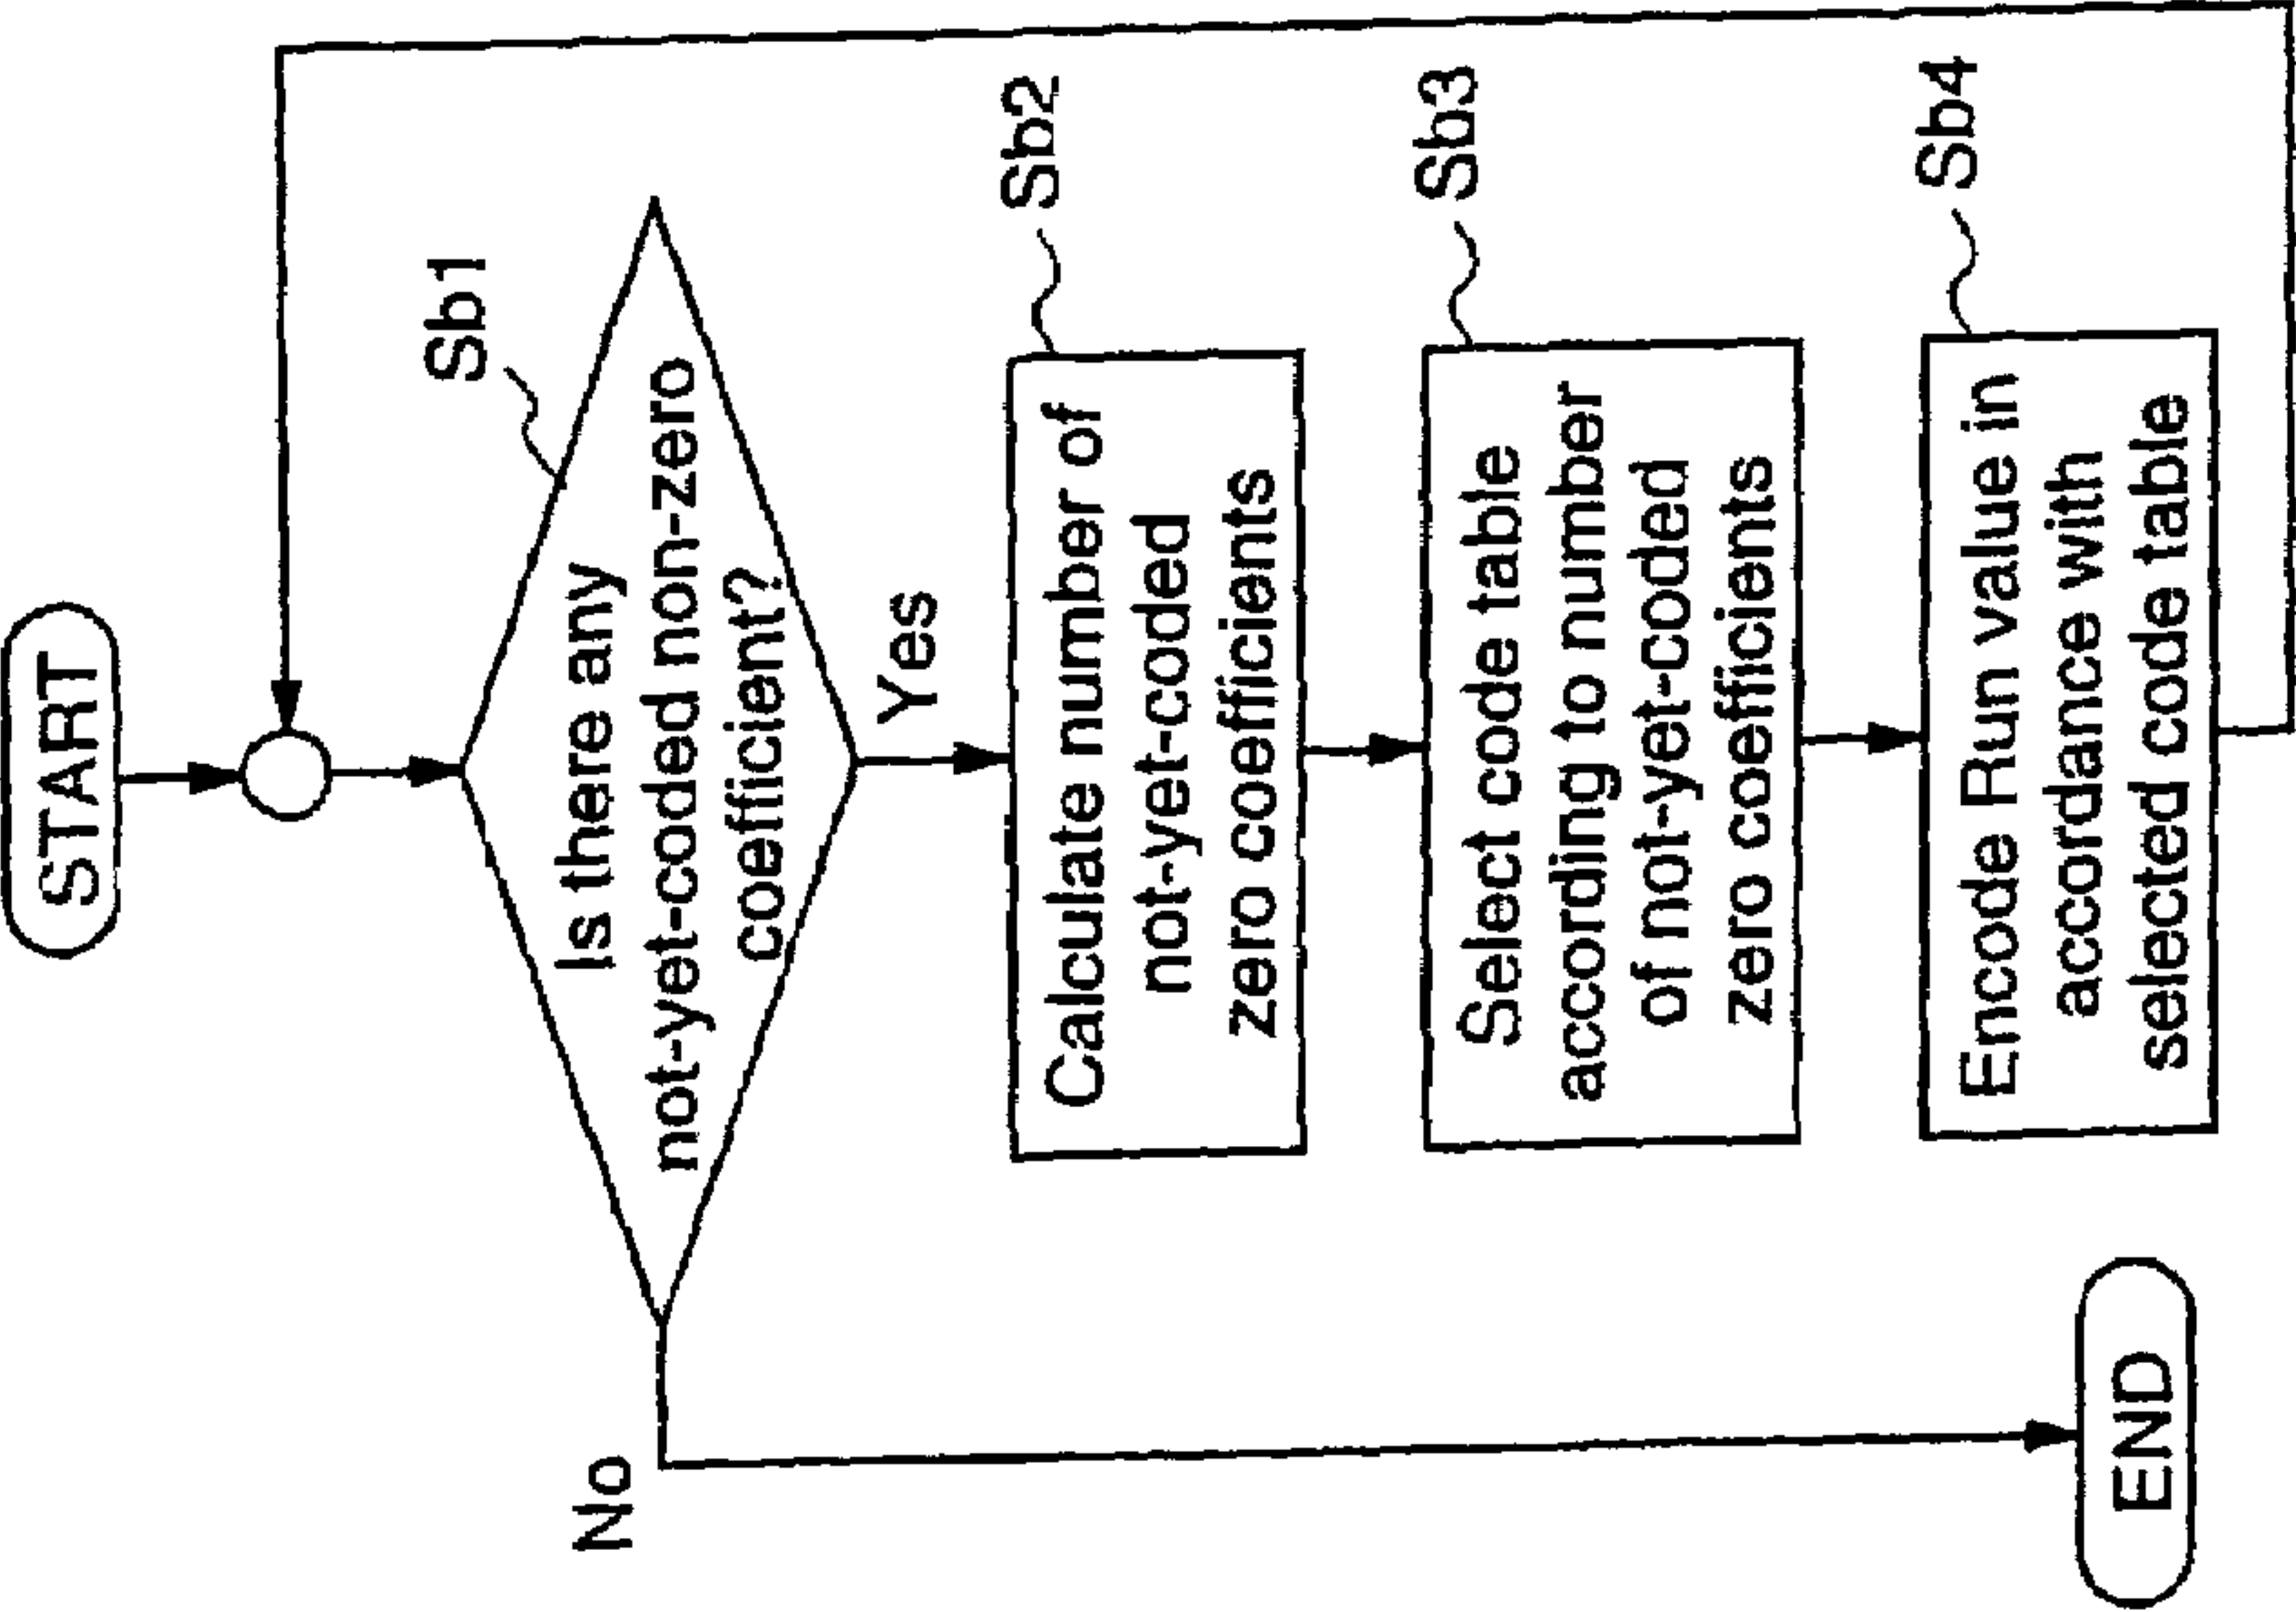 START
Sb1
Is there any
not-yet-coded non-zero
coefficient?
No
Yes
Sb2
Calculate number of
not-yet-coded
zero coefficients
Sb3
Select code table
according to number
of not-yet-coded
zero coefficients
Sb4
Encode Run value in
accordance with
selected code table
END